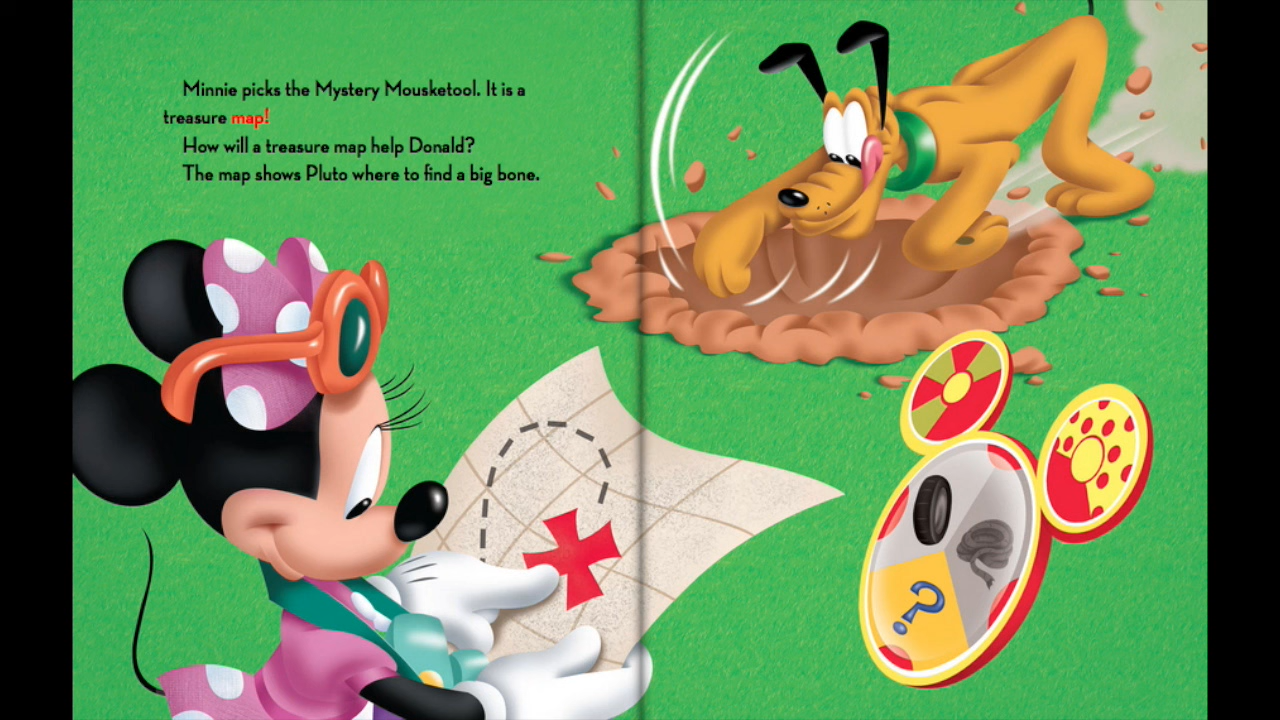 Minnie picks the Mystery Mousketool. It is a
treasure map!
How will a treasure map help Donald?
The map shows Pluto where to find a big bone.
?